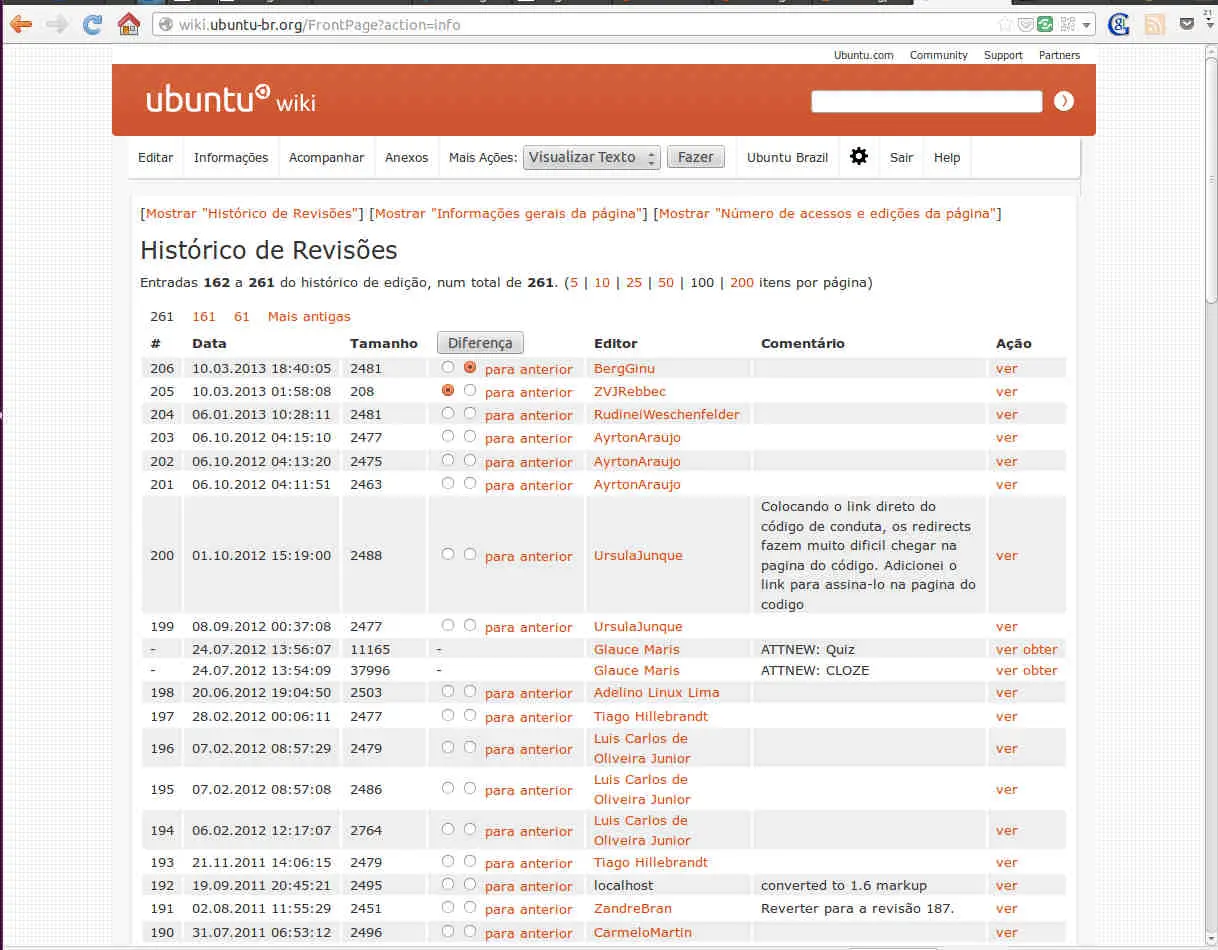 wiki.ubuntu-br.org/FrontPage?action=info
21
Ubuntu.com Community Support Partners
ubuntu wiki
Editar Informações Acompanhar Anexos Mais Ações: Visualizar Texto Fazer Ubuntu Brazil Sair Help
[Mostrar "Histórico de Revisões"] [Mostrar "Informações gerais da página"] [Mostrar "Número de acessos e edições da página"]
Histórico de Revisões
Entradas 162 a 261 do histórico de edição, num total de 261. (5 | 10 | 25 | 50 | 100 | 200 itens por página)
261 161 61 Mais antigas
# Data Tamanho Diferença Editor Comentário Ação
206 10.03.2013 18:40:05 2481 para anterior BergGinu ver
205 10.03.2013 01:58:08 208 para anterior ZVJRebbec ver
204 06.01.2013 10:28:11 2481 para anterior RudineiWeschenfelder ver
203 06.10.2012 04:15:10 2477 para anterior AyrtonAraujo ver
202 06.10.2012 04:13:20 2475 para anterior AyrtonAraujo ver
201 06.10.2012 04:11:51 2463 para anterior AyrtonAraujo ver
200 01.10.2012 15:19:00 2488 para anterior UrsulaJunque
Colocando o link direto do
código de conduta, os redirects
fazem muito dificil chegar na
pagina do código. Adicionei o
link para assina-lo na pagina do
codigo
ver
199 08.09.2012 00:37:08 2477 para anterior UrsulaJunque ver
- 24.07.2012 13:56:07 11165 - Glauce Maris ATTNEW: Quiz ver obter
- 24.07.2012 13:54:09 37996 - Glauce Maris ATTNEW: CLOZE ver obter
198 20.06.2012 19:04:50 2503 para anterior Adelino Linux Lima ver
197 28.02.2012 00:06:11 2477 para anterior Tiago Hillebrandt ver
196 07.02.2012 08:57:29 2479 para anterior Luis Carlos de
Oliveira Junior ver
195 07.02.2012 08:57:08 2486 para anterior Luis Carlos de
Oliveira Junior ver
194 06.02.2012 12:17:07 2764 para anterior Luis Carlos de
Oliveira Junior ver
193 21.11.2011 14:06:15 2479 para anterior Tiago Hillebrandt ver
192 19.09.2011 20:45:21 2495 para anterior localhost converted to 1.6 markup ver
191 02.08.2011 11:55:29 2451 para anterior ZandreBran Reverter para a revisão 187. ver
190 31.07.2011 06:53:12 2496 para anterior CarmeloMartin ver